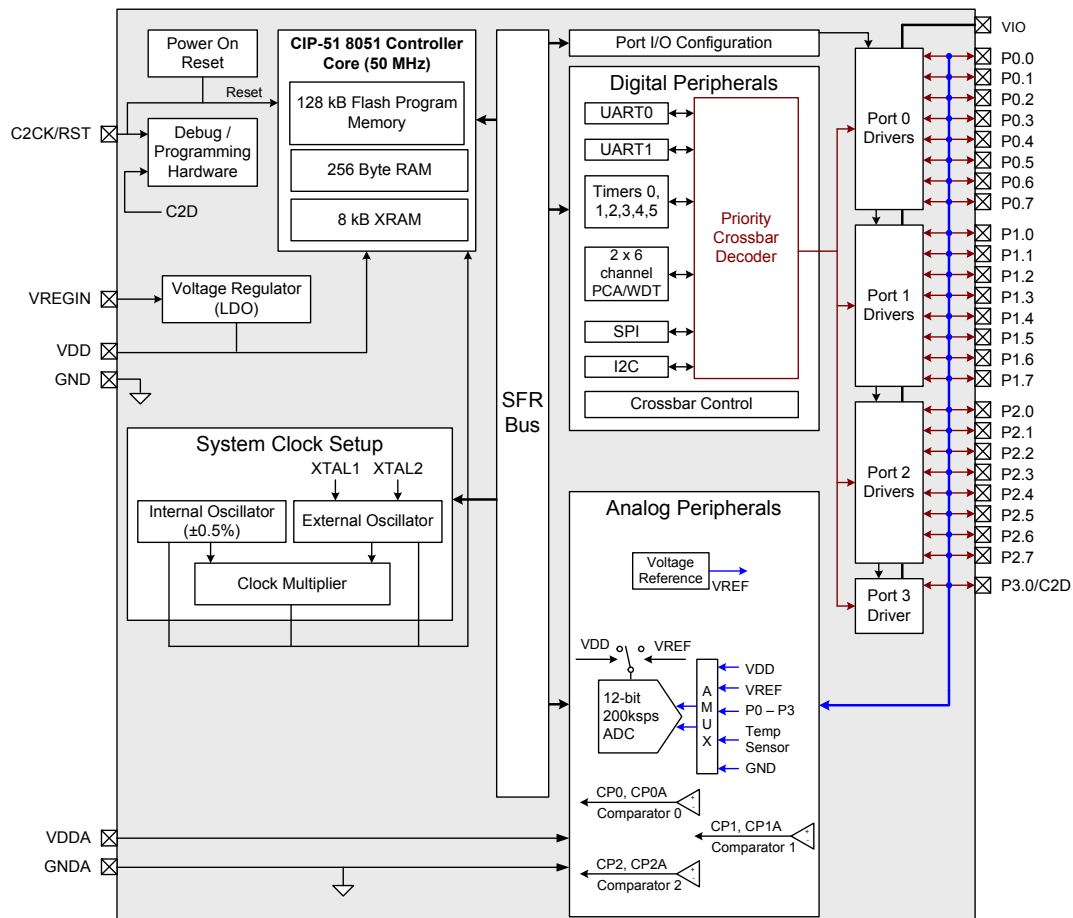 Power On
Reset
Reset
C2CK/RST
Debug /
Programming
Hardware
C2D
CIP-51 8051 Controller
Core (50 MHz)
128 kB Flash Program
Memory
256 Byte RAM
8 kB XRAM
VREGIN
Voltage Regulator
(LDO)
VDD
GND
System Clock Setup
XTAL1
XTAL2
Internal Oscillator
(±0.5%)
External Oscillator
Clock Multiplier
VDDA
GNDA
SFR
Bus
Port I/O Configuration
Digital Peripherals
UART0
UART1
Timers 0,
1,2,3,4,5
2 x 6
channel
PCA/WDT
SPI
I2C
Priority
Crossbar
Decoder
Crossbar Control
Analog Peripherals
Voltage
Reference
VREF
VDD
VREF
12-bit
200ksps
ADC
A
M
U
X
VDD
VREF
P0 – P3
Temp
Sensor
GND
CP0, CP0A
+
-
Comparator 0
CP1, CP1A
+
-
Comparator 1
CP2, CP2A
+
-
Comparator 2
Port 0
Drivers
Port 1
Drivers
Port 2
Drivers
Port 3
Driver
VIO
P0.0
P0.1
P0.2
P0.3
P0.4
P0.5
P0.6
P0.7
P1.0
P1.1
P1.2
P1.3
P1.4
P1.5
P1.6
P1.7
P2.0
P2.1
P2.2
P2.3
P2.4
P2.5
P2.6
P2.7
P3.0/C2D